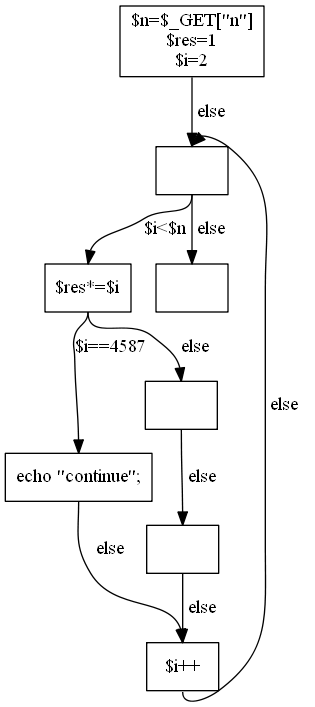 $n=$_GET["n"]
$res=1
$i=2
else
$i<$n
else
$res*=$i
$i==4587
else
else
echo "continue";
else
else
else
$i++